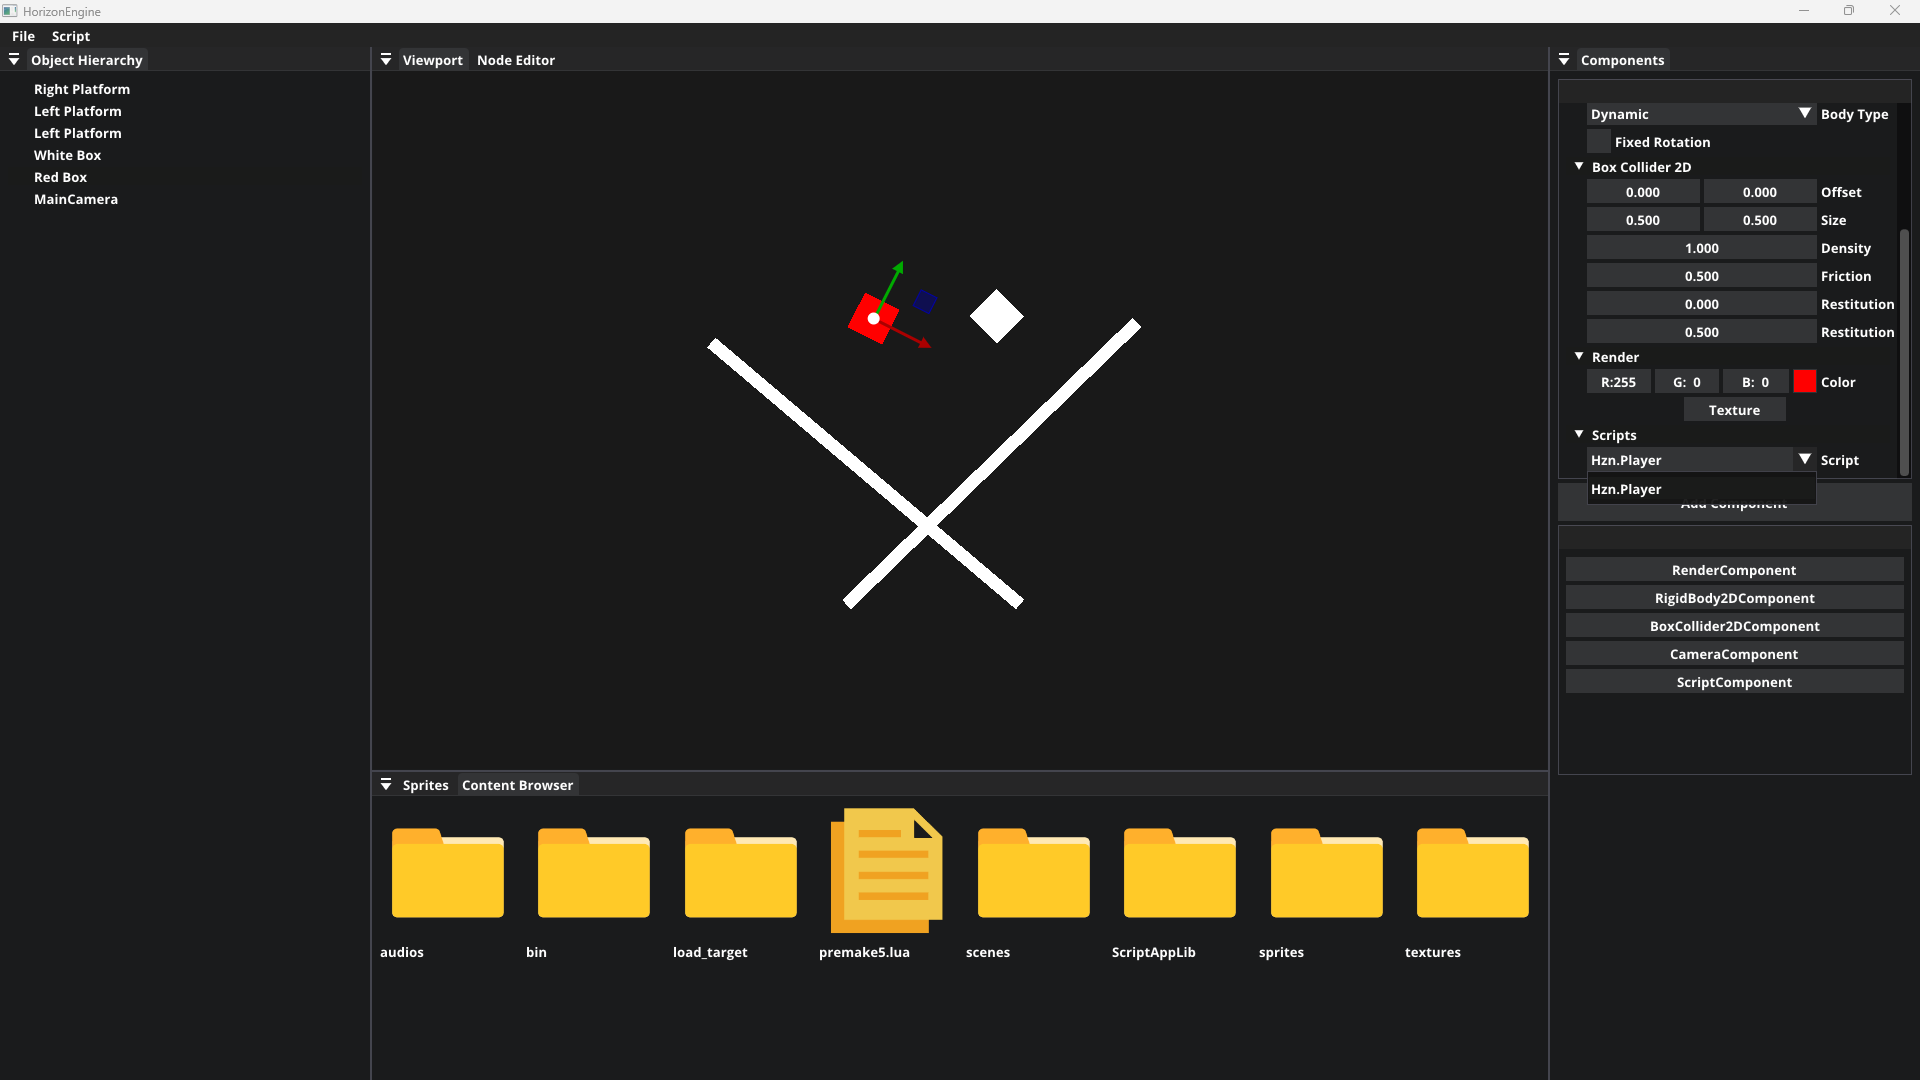 HorizonEngine
File Script
Object Hierarchy
Right Platform
Left Platform
Left Platform
White Box
Red Box
MainCamera
Viewport Node Editor
Sprites Content Browser
audios
bin
load_target
premake5.lua
scenes
ScriptAppLib
sprites
textures
Components
Dynamic Body Type
Fixed Rotation
Box Collider 2D
0.000 0.000 Offset
0.500 0.500 Size
1.000 Density
0.500 Friction
0.000 Restitution
0.500 Restitution
Render
R:255 G: 0 B: 0 Color
Texture
Scripts
Hzn.Player Script
Hzn.Player
Add Component
RenderComponent
RigidBody2DComponent
BoxCollider2DComponent
CameraComponent
ScriptComponent